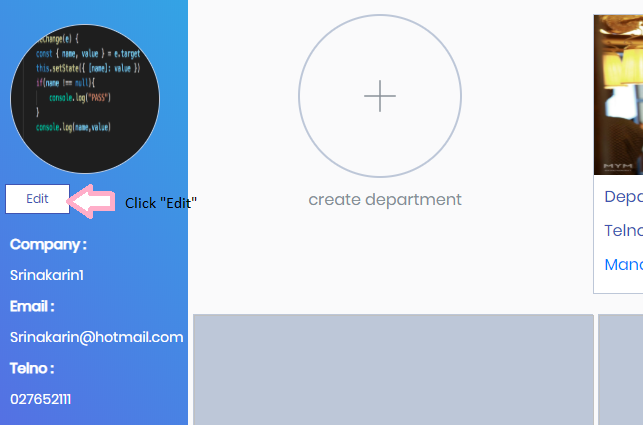 eChange(e) {
const { name, value } = e.target
this.setState({ [name]: value })
if(name !== null){
console.log("PASS")
}
console.log(name,value)
Edit
Click "Edit"
Company :
Srinakarin1
Email :
Srinakarin@hotmail.com
Telno :
027652111
create department
MYM
Depa
Telno
Mana